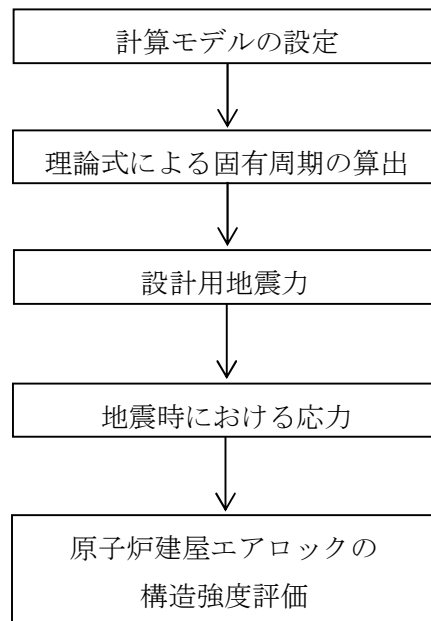 計算モデルの設定
理論式による固有周期の算出
設計用地震力
地震時における応力
原子炉建屋エアロックの
構造強度評価